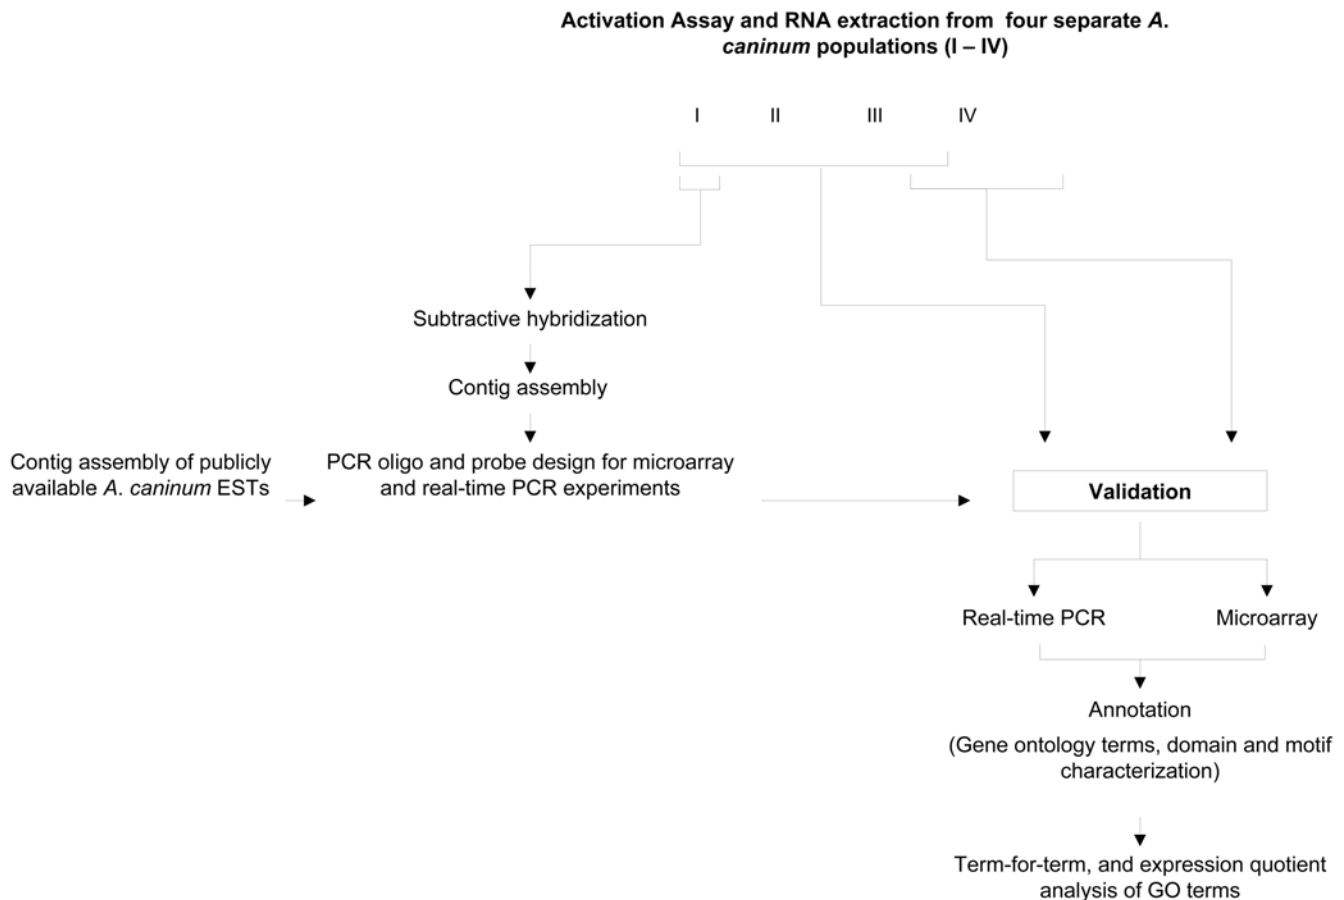 Activation Assay and RNA extraction from four separate A.
caninum populations (I – IV)
I II III IV
Subtractive hybridization
Contig assembly
Contig assembly of publicly
available A. caninum ESTs
PCR oligo and probe design for microarray
and real-time PCR experiments
Validation
Real-time PCR Microarray
Annotation
(Gene ontology terms, domain and motif
characterization)
Term-for-term, and expression quotient
analysis of GO terms